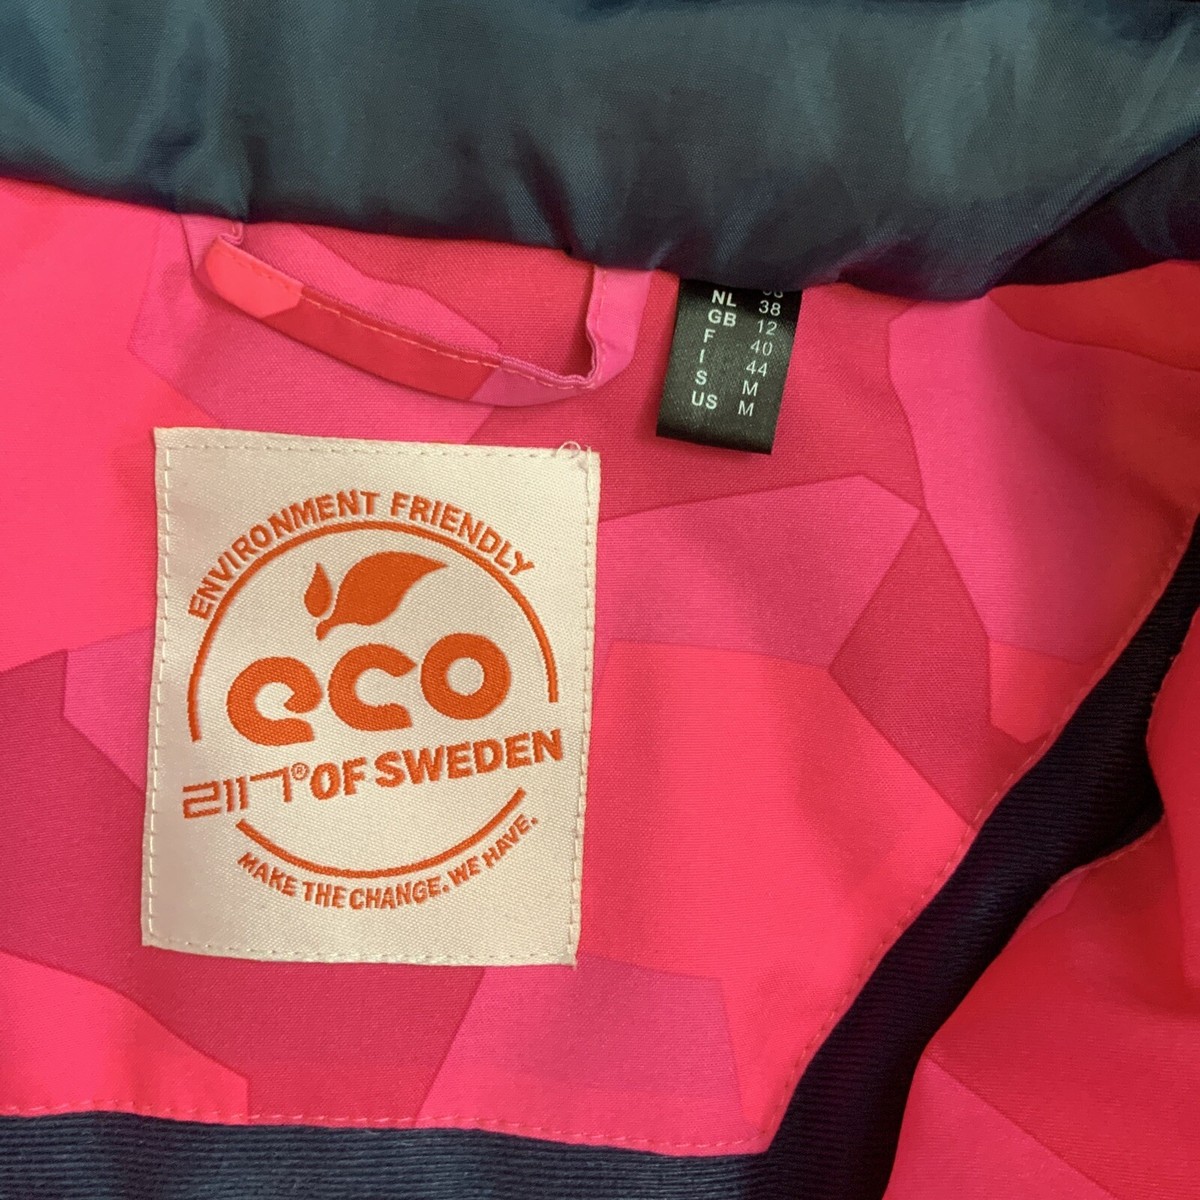 NL 38
GB 12
F 40
I 44
S M
US M
ENVIRONMENT FRIENDLY
eco
2117® OF SWEDEN
MAKE THE CHANGE. WE HAVE.